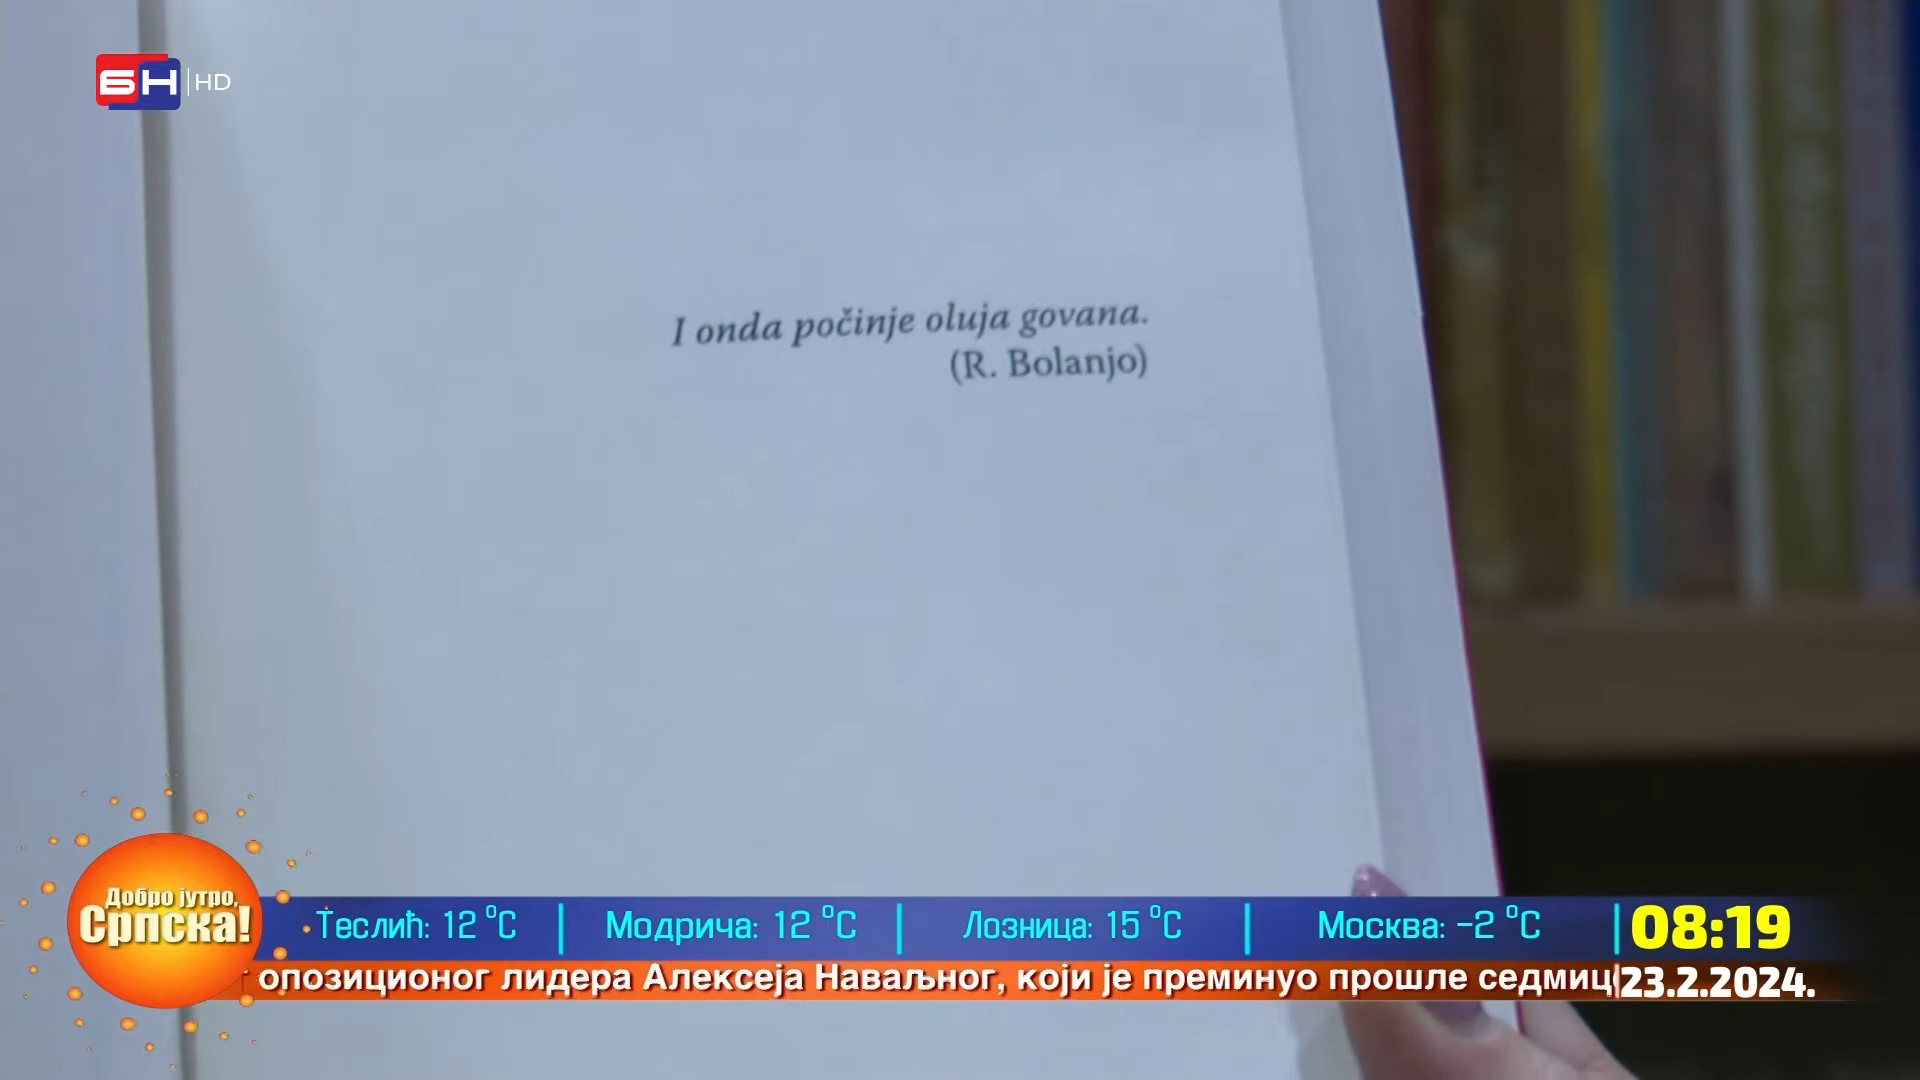 БН HD
I onda počinje oluja govana.
(R. Bolanjo)
Добро јутро,
Српска!
Теслић: 12 °C | Модрича: 12 °C | Лозница: 15 °C | Москва: -2 °C | 08:19
опозиционог лидера Алексеја Наваљног, који је преминуо прошле
23.2.2024.